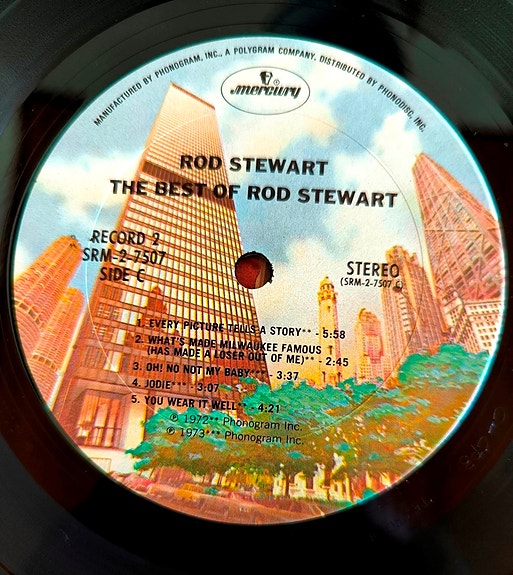 MANUFACTURED BY PHONOGRAM, INC., A POLYGRAM COMPANY, DISTRIBUTED BY PHONODISC, INC.
mercury ®
ROD STEWART
THE BEST OF ROD STEWART
RECORD 2
SRM-2-7507
SIDE C
STEREO
(SRM-2-7507 C)
1. EVERY PICTURE TELLS A STORY** - 5:58
2. WHAT'S MADE MILWAUKEE FAMOUS
(HAS MADE A LOSER OUT OF ME)** - 2:45
3. OH! NO NOT MY BABY*** - 3:37
4. JODIE*** - 3:07
5. YOU WEAR IT WELL** - 4:21
℗ 1972** Phonogram Inc.
℗ 1973*** Phonogram Inc.